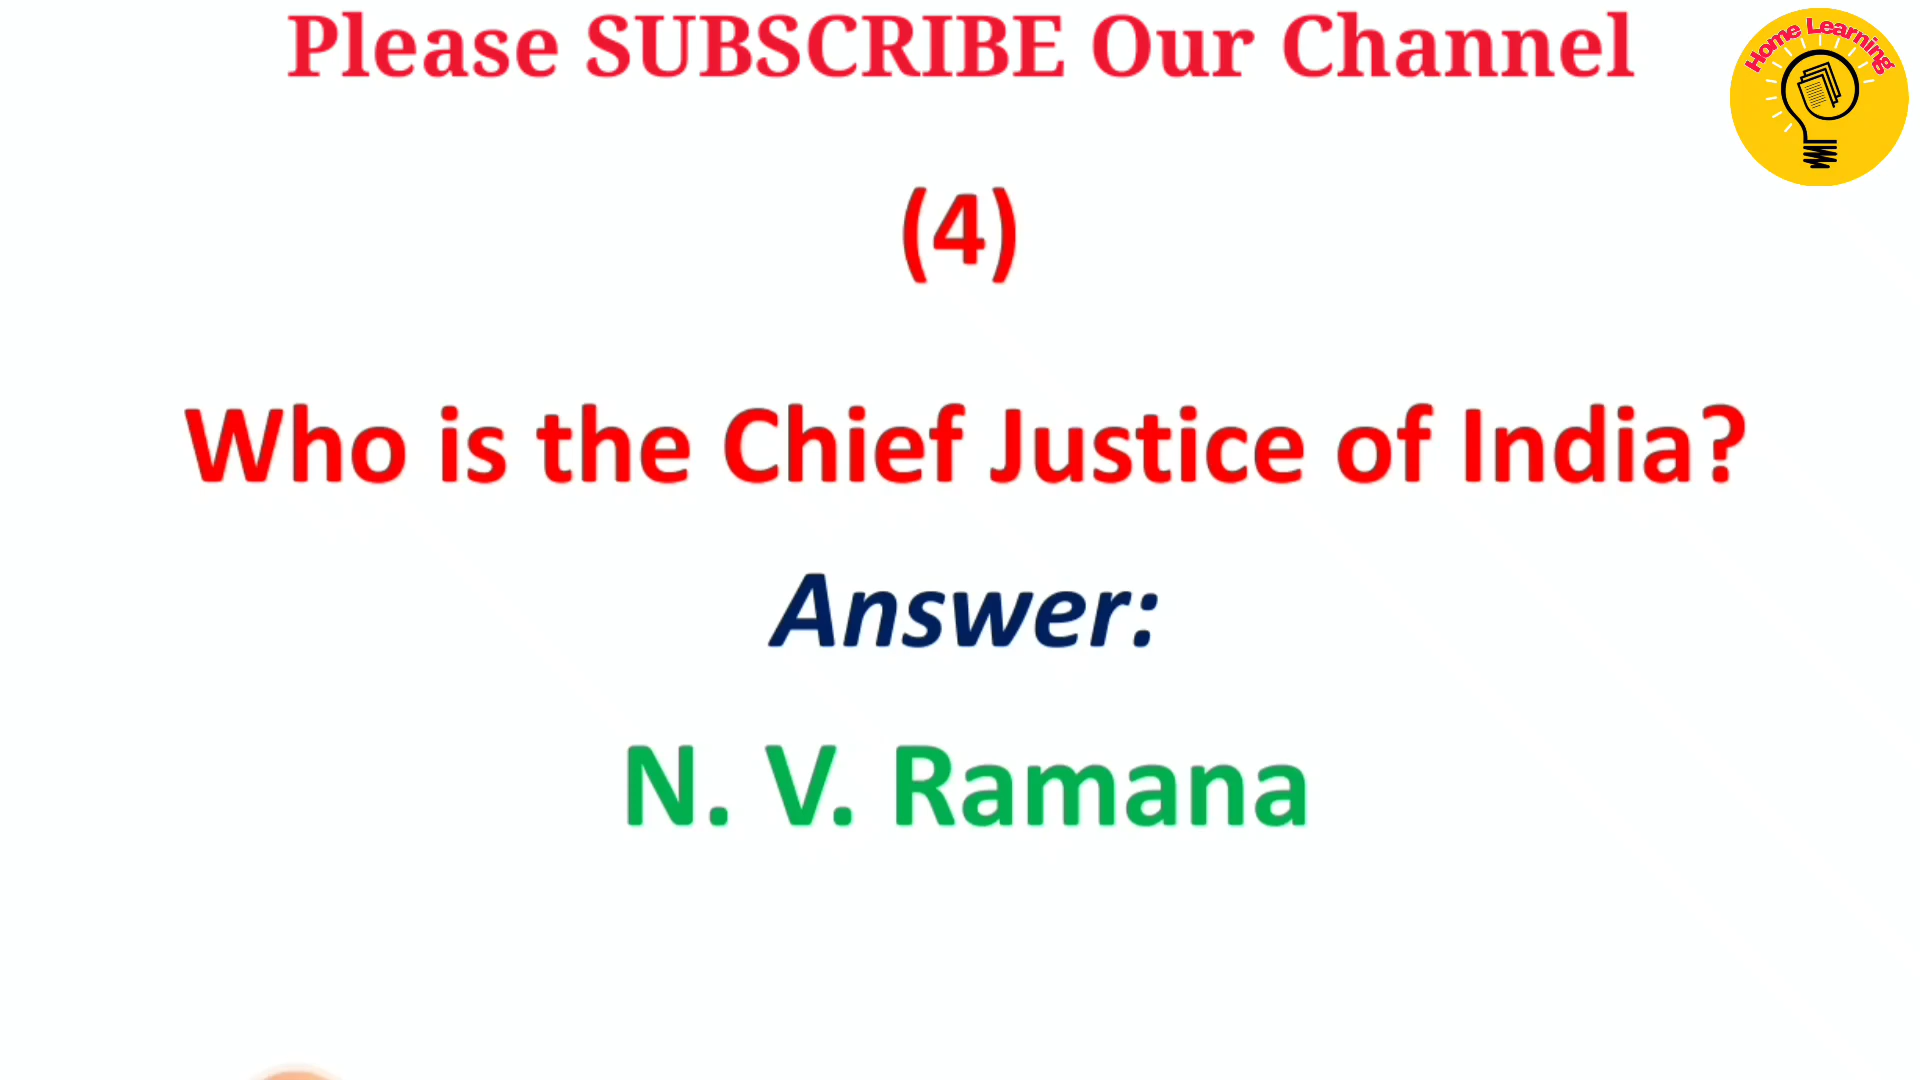 Please SUBSCRIBE Our Channel
Home Learning
(4)
Who is the Chief Justice of India?
Answer:
N. V. Ramana